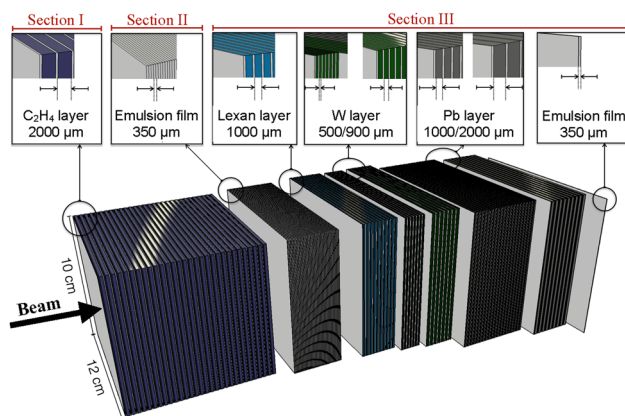 Section I
Section II
Section III
C₂H₄ layer
2000 μm
Emulsion film
350 μm
Lexan layer
1000 μm
W layer
500/900 μm
Pb layer
1000/2000 μm
Emulsion film
350 μm
10 cm
Beam
12 cm